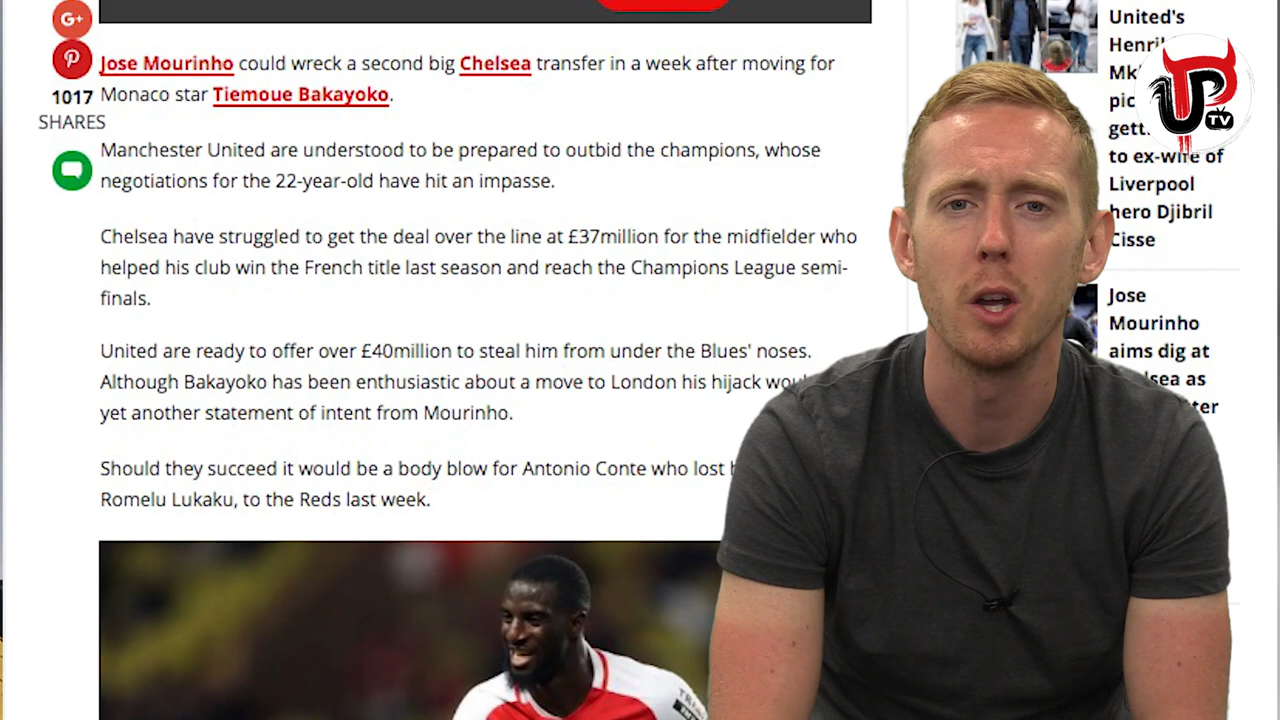 G+
Jose Mourinho could wreck a second big Chelsea transfer in a week after moving for
1017
Monaco star Tiemoue Bakayoko.
SHARES
Manchester United are understood to be prepared to outbid the champions, whose
negotiations for the 22-year-old have hit an impasse.
Chelsea have struggled to get the deal over the line at £37million for the midfielder who
helped his club win the French title last season and reach the Champions League semi-
finals.
United are ready to offer over £40million to steal him from under the Blues' noses.
Although Bakayoko has been enthusiastic about a move to London his hijack
yet another statement of intent from Mourinho.
Should they succeed it would be a body blow for Antonio Conte who lost
Romelu Lukaku, to the Reds last week.
United's
to ex-wife of
Liverpool
hero Djibril
Cisse
Jose
Mourinho
aims dig at
as
UP
TV